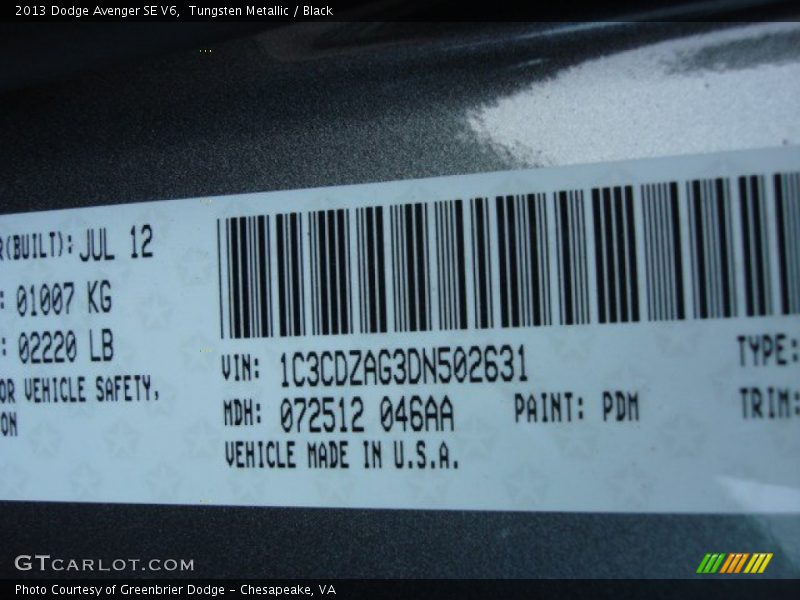 2013 Dodge Avenger SE V6, Tungsten Metallic / Black
R(BUILT): JUL 12
: 01007 KG
: 02220 LB
OR VEHICLE SAFETY,
ON
VIN: 1C3CDZAG3DN502631
MDH: 072512 046AA PAINT: PDM
VEHICLE MADE IN U.S.A.
TYPE:
TRIM:
GTCARLOT.COM
Photo Courtesy of Greenbrier Dodge - Chesapeake, VA